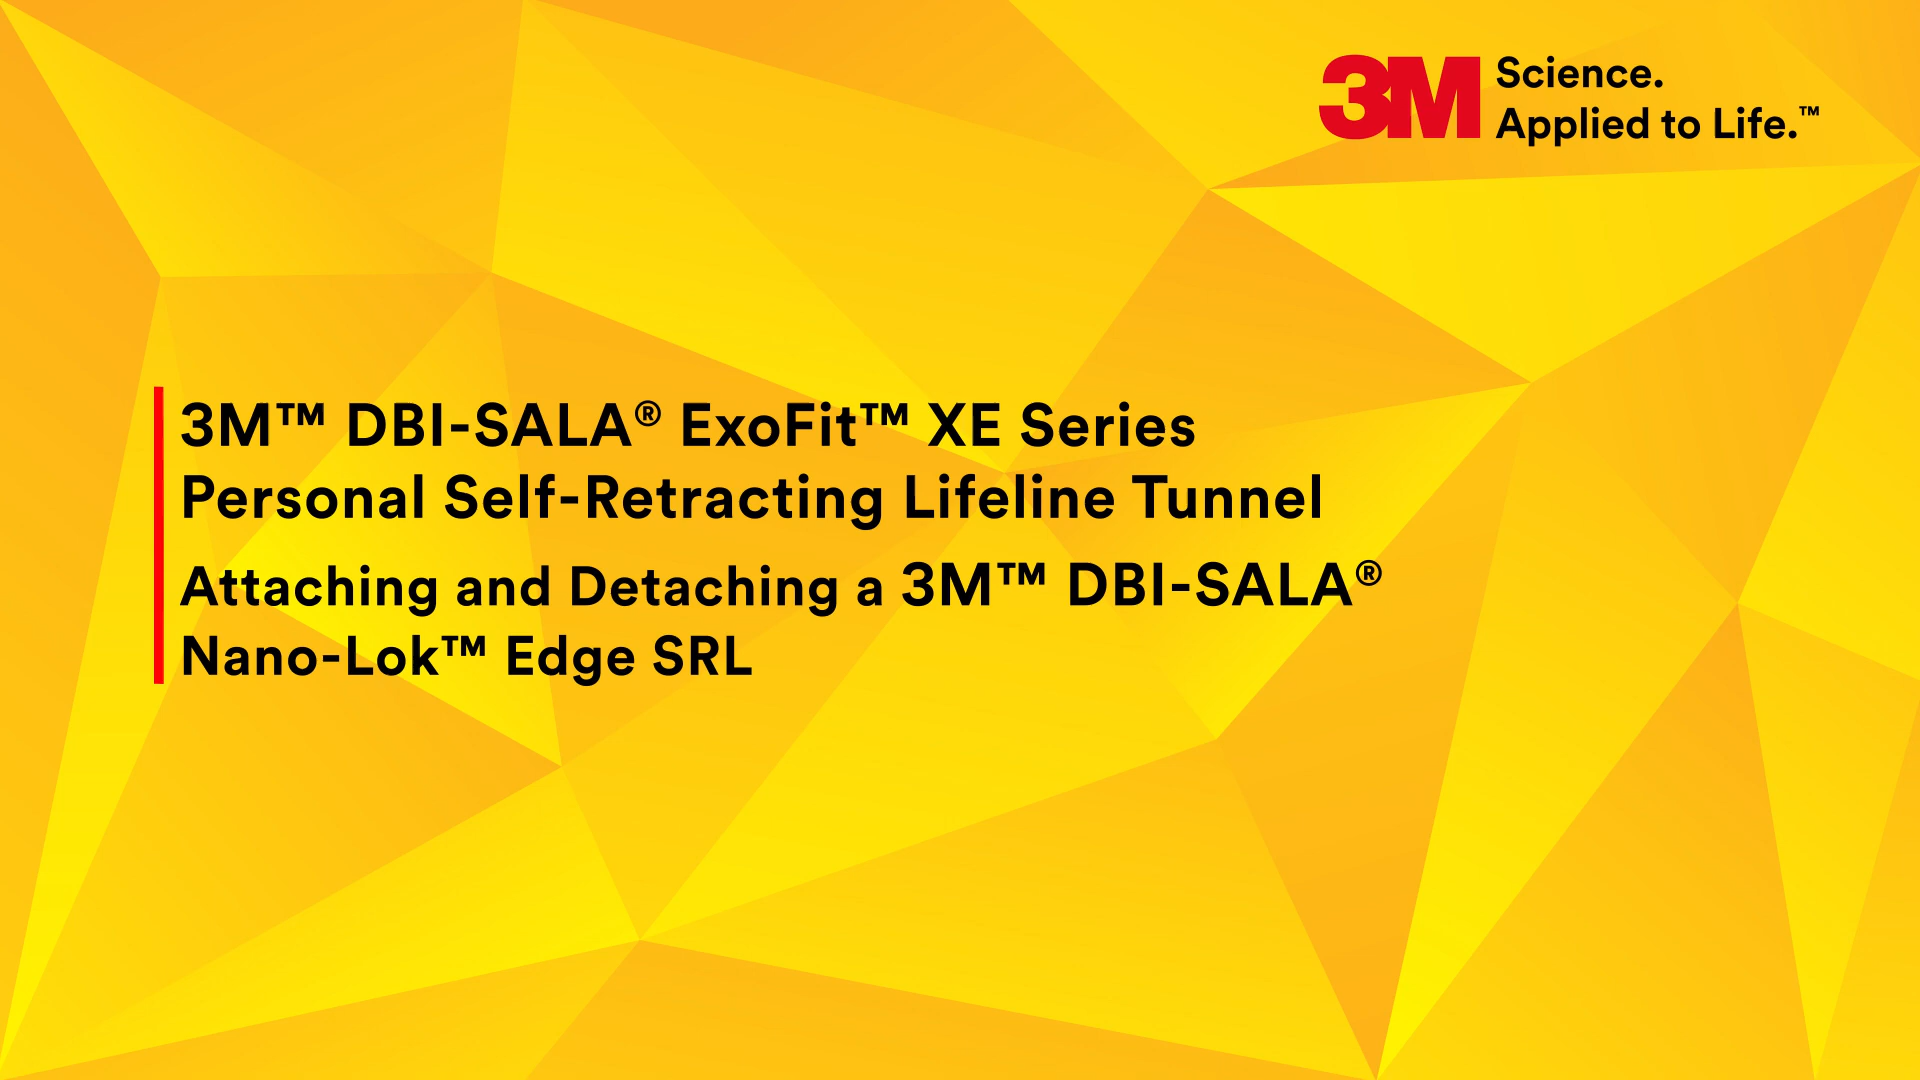 3M Science.
Applied to Life.™
3M™ DBI-SALA® ExoFit™ XE Series
Personal Self-Retracting Lifeline Tunnel
Attaching and Detaching a 3M™ DBI-SALA®
Nano-Lok™ Edge SRL